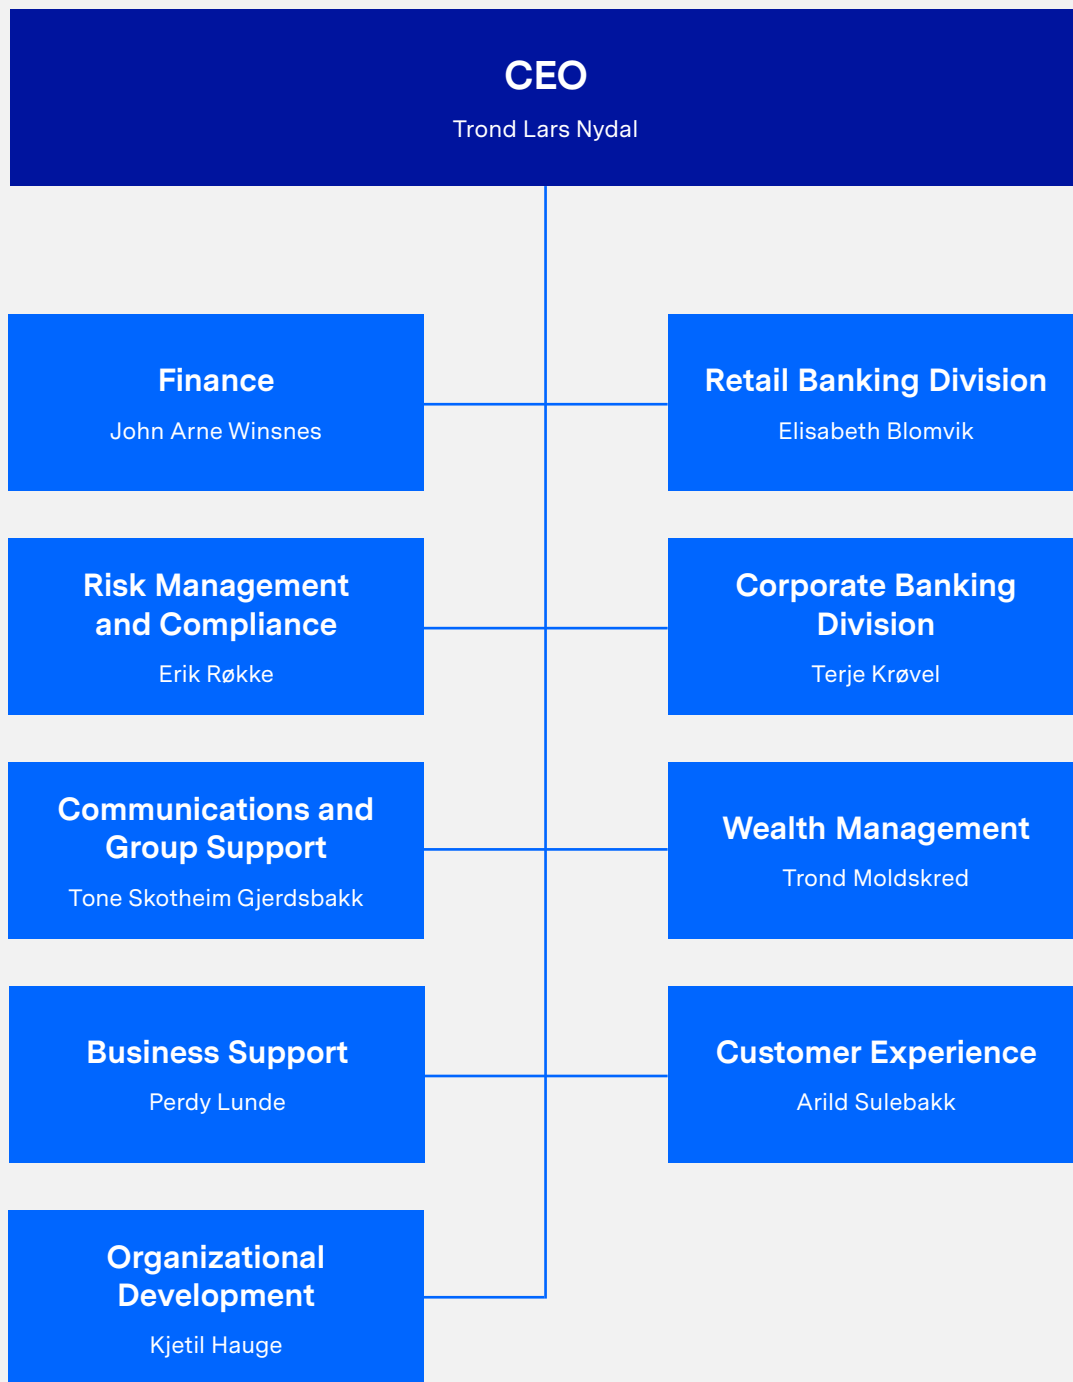 CEO
Trond Lars Nydal
Finance
John Arne Winsnes
Retail Banking Division
Elisabeth Blomvik
Risk Management
and Compliance
Erik Røkke
Corporate Banking
Division
Terje Krøvel
Communications and
Group Support
Tone Skotheim Gjerdsbakk
Wealth Management
Trond Moldskred
Business Support
Perdy Lunde
Customer Experience
Arild Sulebakk
Organizational
Development
Kjetil Hauge